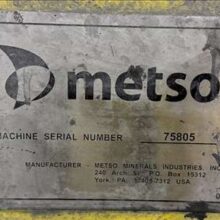 metso
MACHINE SERIAL NUMBER 75805
MANUFACTURER - METSO MINERALS INDUSTRIES, INC
240 Arch St. P.O. Box 15312
York, PA. 17405-7312 USA